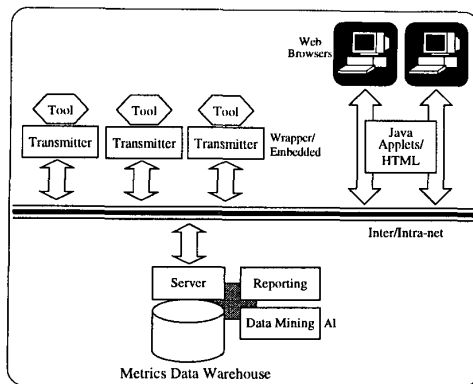 Web
Browsers
Tool
Tool
Tool
Transmitter
Transmitter
Transmitter
Wrapper/
Embedded
Java
Applets/
HTML
Inter/Intra-net
Server
Reporting
Data Mining
AI
Metrics Data Warehouse